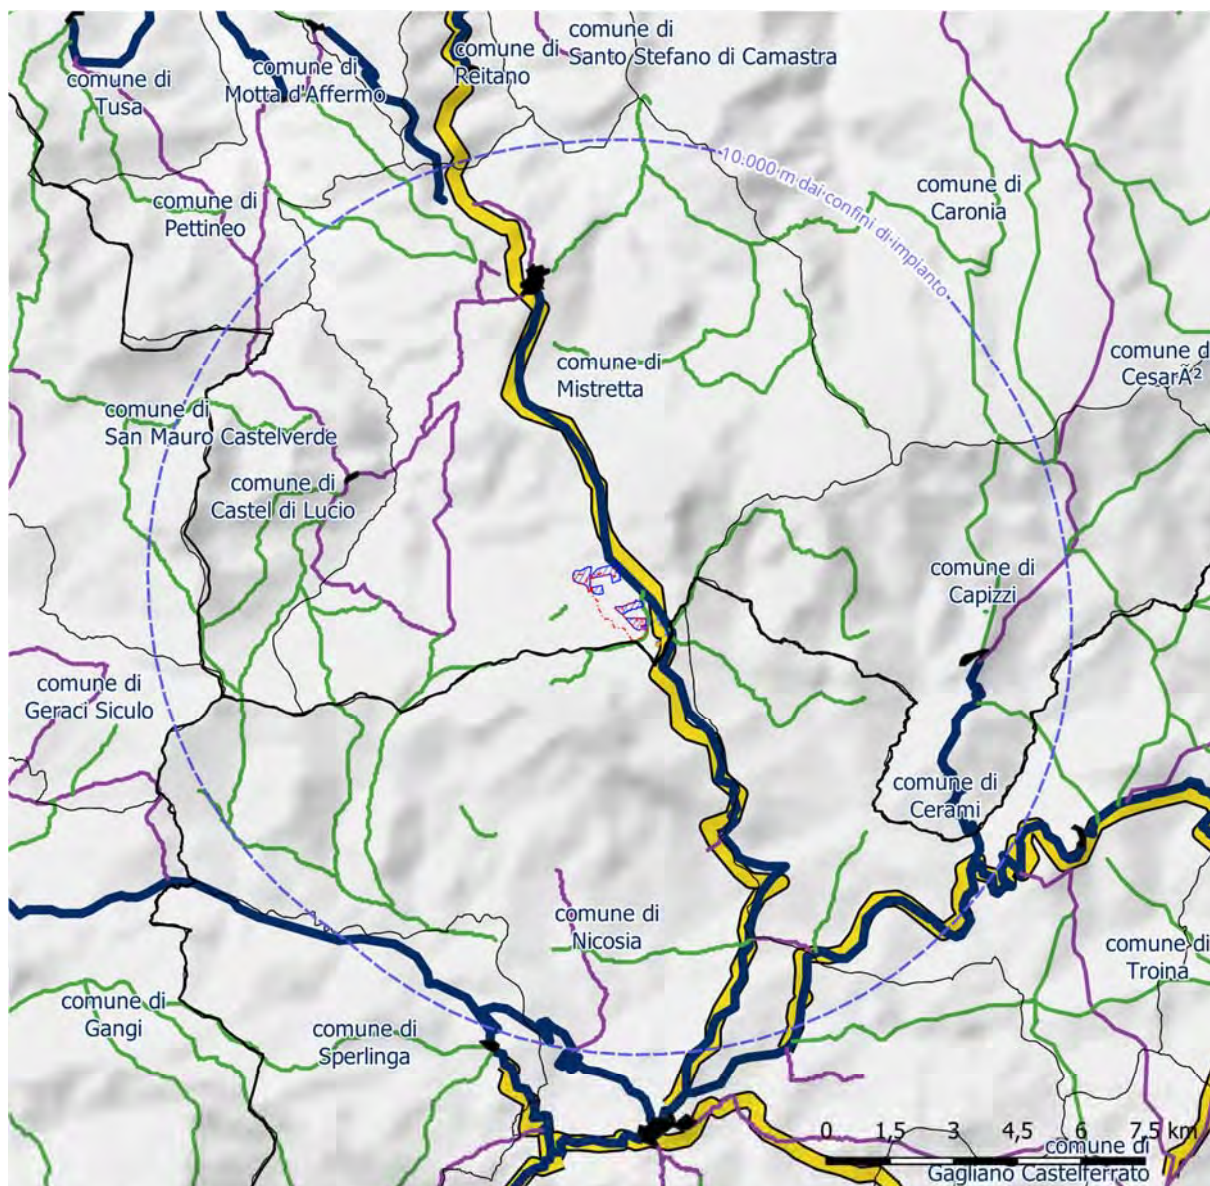 comune di
Tusa
comune di
Motta d'Affermo
comune di
Reitano
comune di
Santo Stefano di Camastra
comune di
Pettineo
10.000 m dai confini di impianto
comune di
Caronia
comune di
Mistretta
comune d
CesarÃ²
comune di
San Mauro Castelverde
comune di
Castel di Lucio
comune di
Capizzi
comune di
Geraci Siculo
comune di
Cerami
comune di
Nicosia
comune di
Troina
comune di
Gangi
comune di
Sperlinga
0 1,5 3 4,5 6 7,5 km
comune di
Gagliano Castelferrato